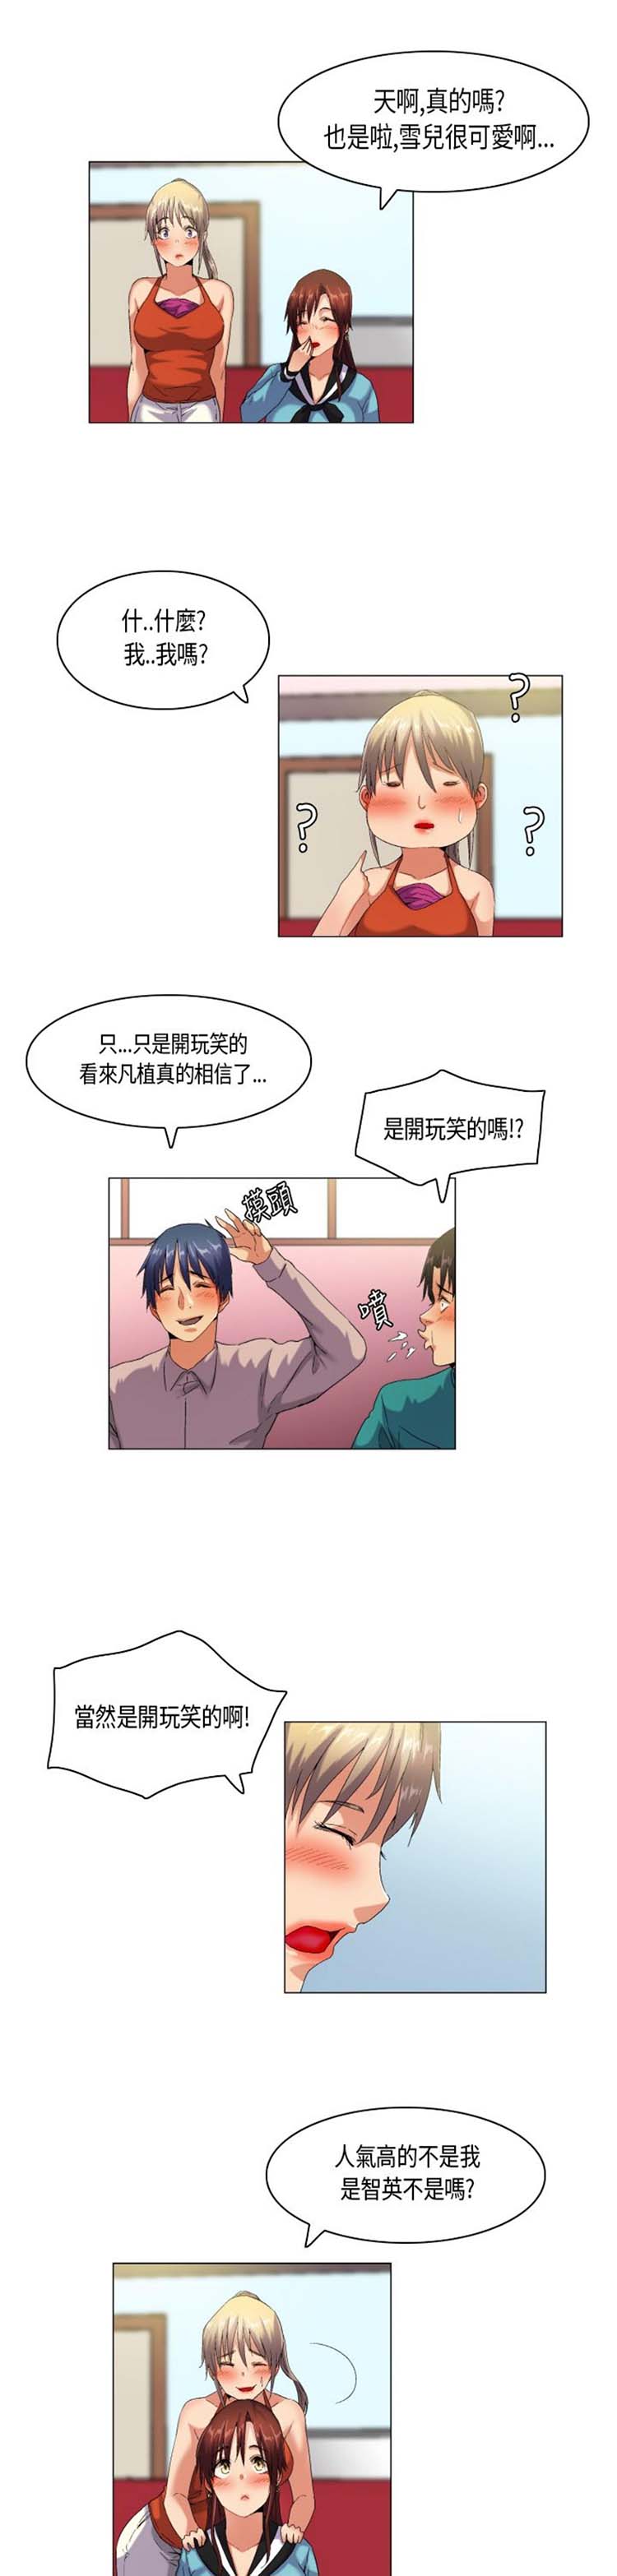 天啊,真的嗎?
也是啦,雪兒很可愛啊...
什..什麼?
我..我嗎?
?
?
?
只...只是開玩笑的
看來凡植真的相信了...
是開玩笑的嗎!?
摸頭
噴
當然是開玩笑的啊!
人氣高的不是我
是智英不是嗎?